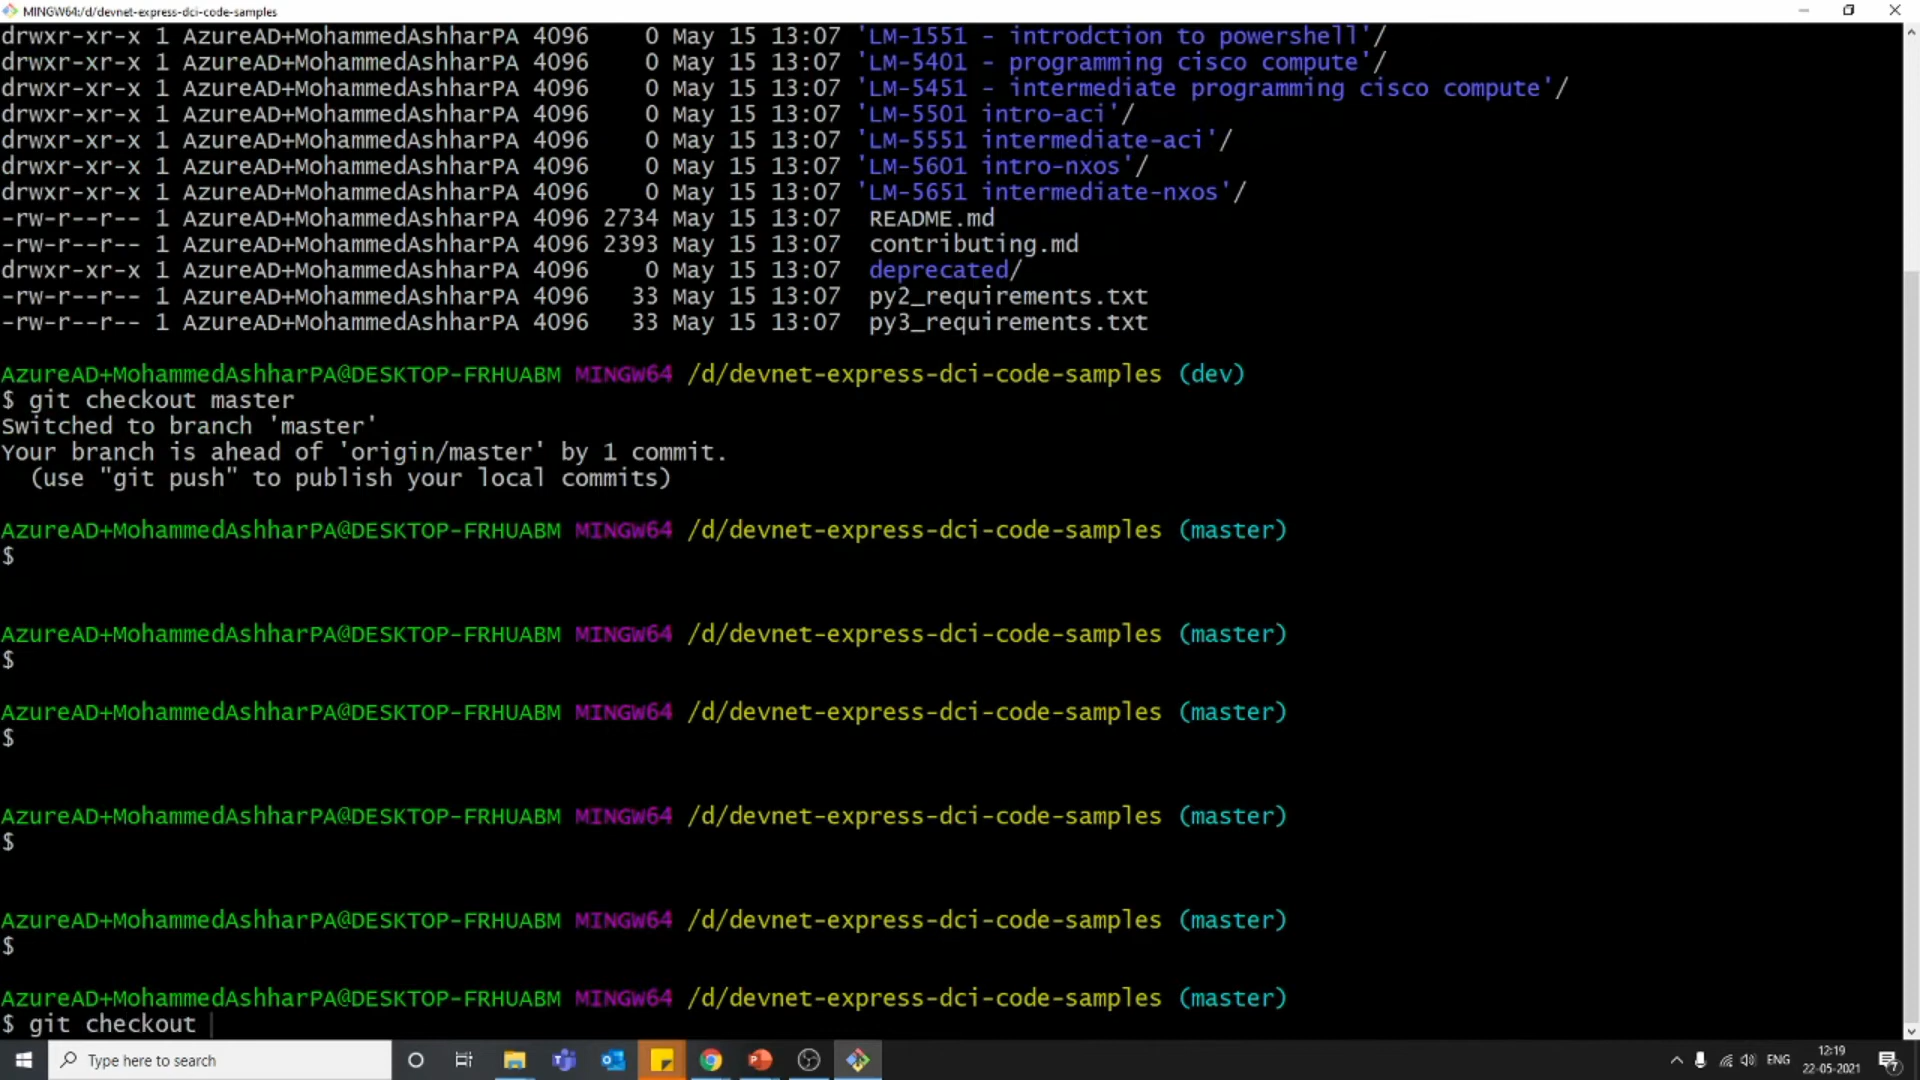 MINGW64:/d/devnet-express-dci-code-samples
drwxr-xr-x 1 AzureAD+MohammedAshharPA 4096    0 May 15 13:07 'LM-1551 - introdction to powershell'/
drwxr-xr-x 1 AzureAD+MohammedAshharPA 4096    0 May 15 13:07 'LM-5401 - programming cisco compute'/
drwxr-xr-x 1 AzureAD+MohammedAshharPA 4096    0 May 15 13:07 'LM-5451 - intermediate programming cisco compute'/
drwxr-xr-x 1 AzureAD+MohammedAshharPA 4096    0 May 15 13:07 'LM-5501 intro-aci'/
drwxr-xr-x 1 AzureAD+MohammedAshharPA 4096    0 May 15 13:07 'LM-5551 intermediate-aci'/
drwxr-xr-x 1 AzureAD+MohammedAshharPA 4096    0 May 15 13:07 'LM-5601 intro-nxos'/
drwxr-xr-x 1 AzureAD+MohammedAshharPA 4096    0 May 15 13:07 'LM-5651 intermediate-nxos'/
-rw-r--r-- 1 AzureAD+MohammedAshharPA 4096 2734 May 15 13:07  README.md
-rw-r--r-- 1 AzureAD+MohammedAshharPA 4096 2393 May 15 13:07  contributing.md
drwxr-xr-x 1 AzureAD+MohammedAshharPA 4096    0 May 15 13:07  deprecated/
-rw-r--r-- 1 AzureAD+MohammedAshharPA 4096   33 May 15 13:07  py2_requirements.txt
-rw-r--r-- 1 AzureAD+MohammedAshharPA 4096   33 May 15 13:07  py3_requirements.txt
AzureAD+MohammedAshharPA@DESKTOP-FRHUABM MINGW64 /d/devnet-express-dci-code-samples (dev)
$ git checkout master
Switched to branch 'master'
Your branch is ahead of 'origin/master' by 1 commit.
  (use "git push" to publish your local commits)
AzureAD+MohammedAshharPA@DESKTOP-FRHUABM MINGW64 /d/devnet-express-dci-code-samples (master)
$
AzureAD+MohammedAshharPA@DESKTOP-FRHUABM MINGW64 /d/devnet-express-dci-code-samples (master)
$
AzureAD+MohammedAshharPA@DESKTOP-FRHUABM MINGW64 /d/devnet-express-dci-code-samples (master)
$
AzureAD+MohammedAshharPA@DESKTOP-FRHUABM MINGW64 /d/devnet-express-dci-code-samples (master)
$
AzureAD+MohammedAshharPA@DESKTOP-FRHUABM MINGW64 /d/devnet-express-dci-code-samples (master)
$
AzureAD+MohammedAshharPA@DESKTOP-FRHUABM MINGW64 /d/devnet-express-dci-code-samples (master)
$ git checkout
Type here to search
ENG
12:19
22-05-2021